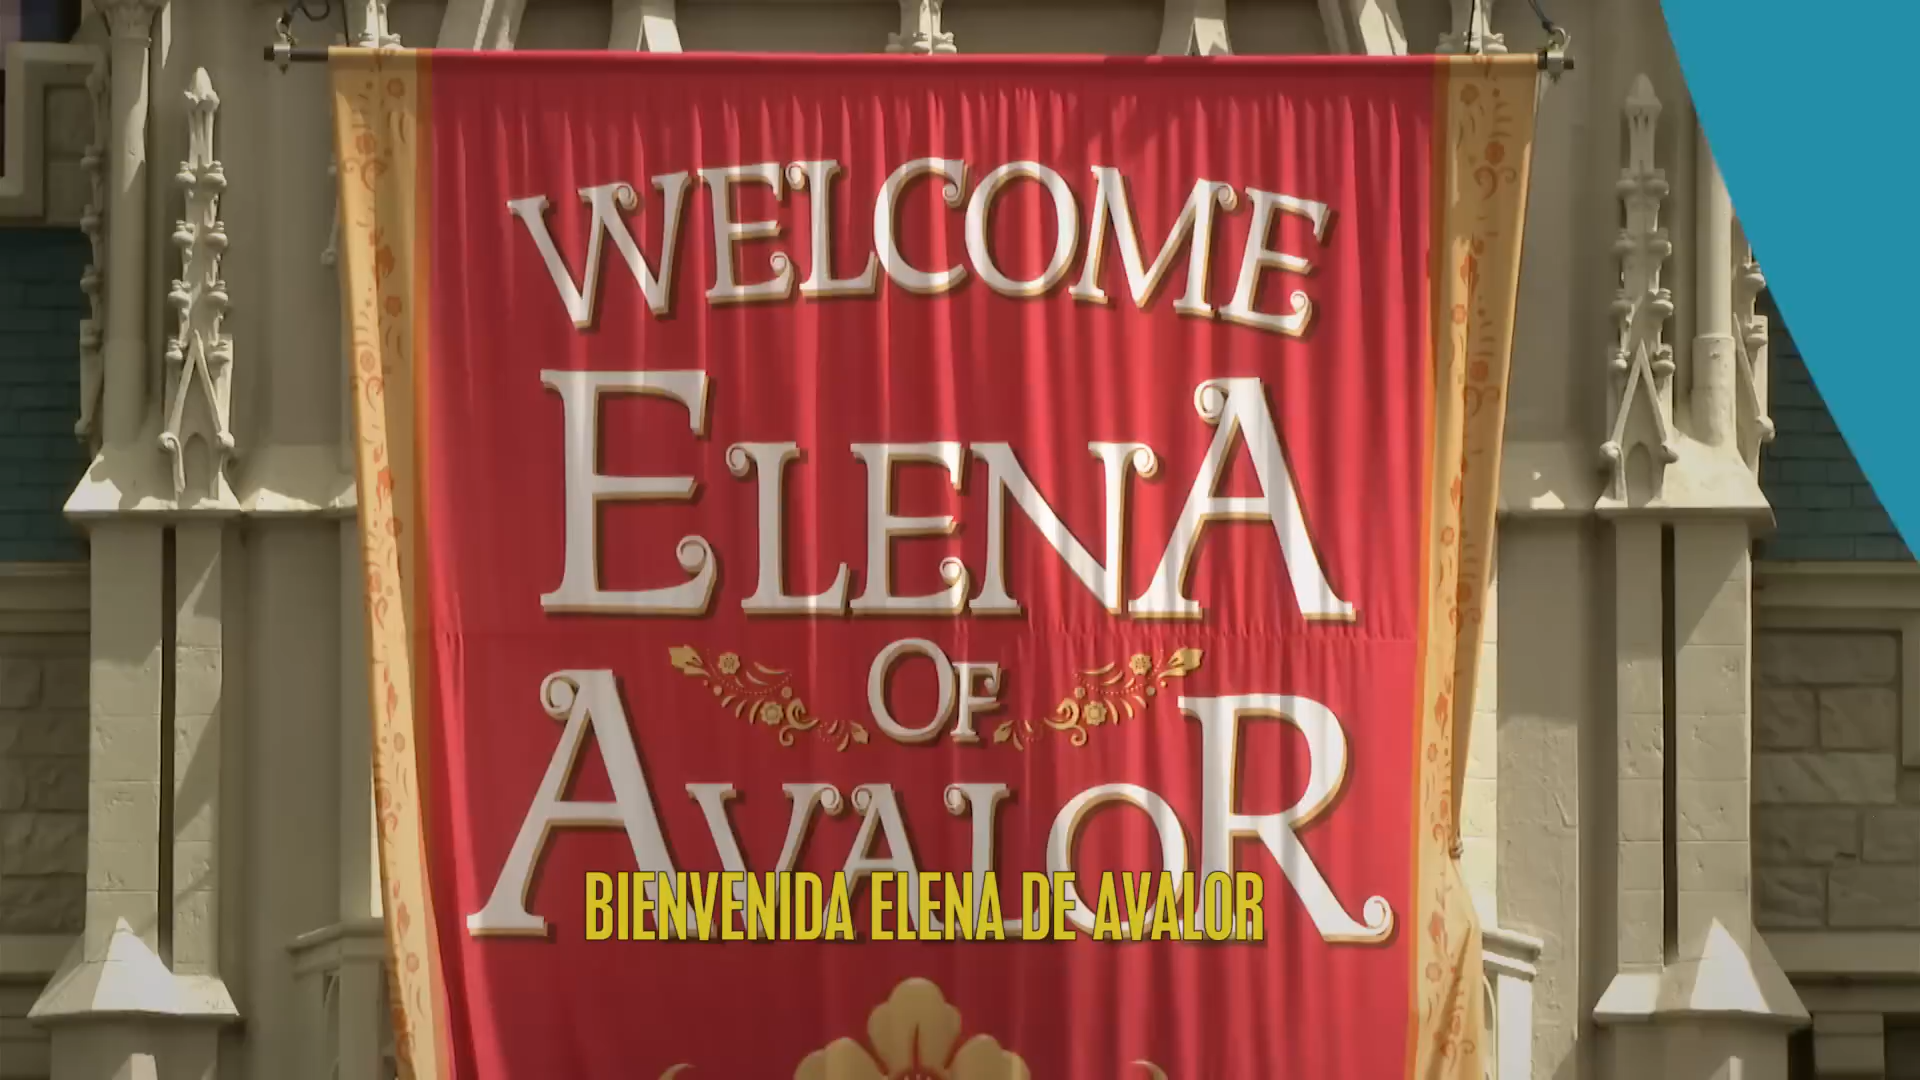 WELCOME
ELENA
OF
AVALOR
BIENVENIDA ELENA DE AVALOR